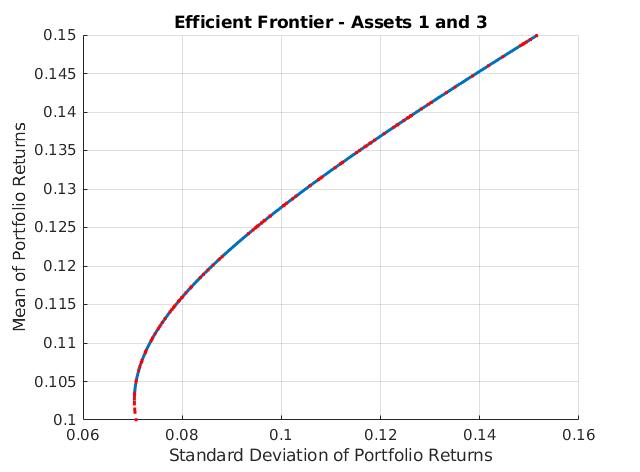 Efficient Frontier - Assets 1 and 3
0.15
0.145
0.14
0.135
0.13
0.125
0.12
0.115
0.11
0.105
0.1
Mean of Portfolio Returns
0.06 0.08 0.1 0.12 0.14 0.16
Standard Deviation of Portfolio Returns